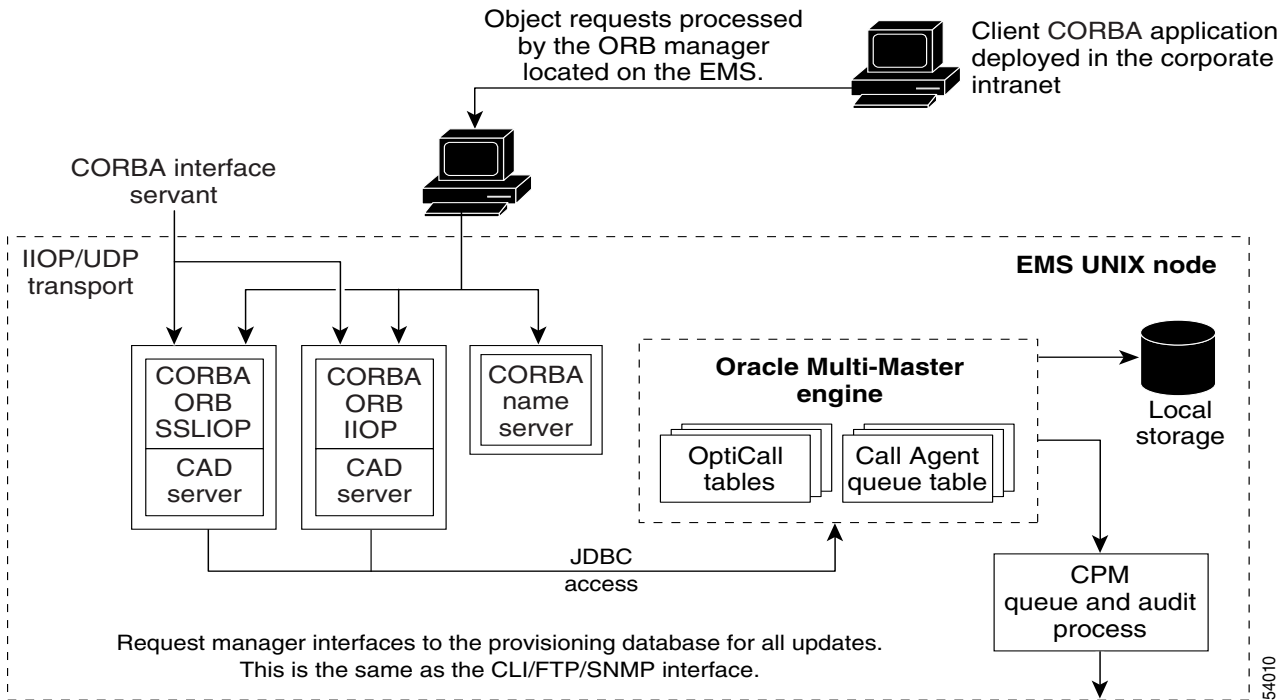 Object requests processed
by the ORB manager
located on the EMS.
Client CORBA application
deployed in the corporate
intranet
CORBA interface
servant
IIOP/UDP
transport
EMS UNIX node
CORBA
ORB
SSLIOP
CAD
server
CORBA
ORB
IIOP
CAD
server
CORBA
name
server
Oracle Multi-Master
engine
OptiCall
tables
Call Agent
queue table
Local
storage
JDBC
access
CPM
queue and audit
process
Request manager interfaces to the provisioning database for all updates.
This is the same as the CLI/FTP/SNMP interface.
54010